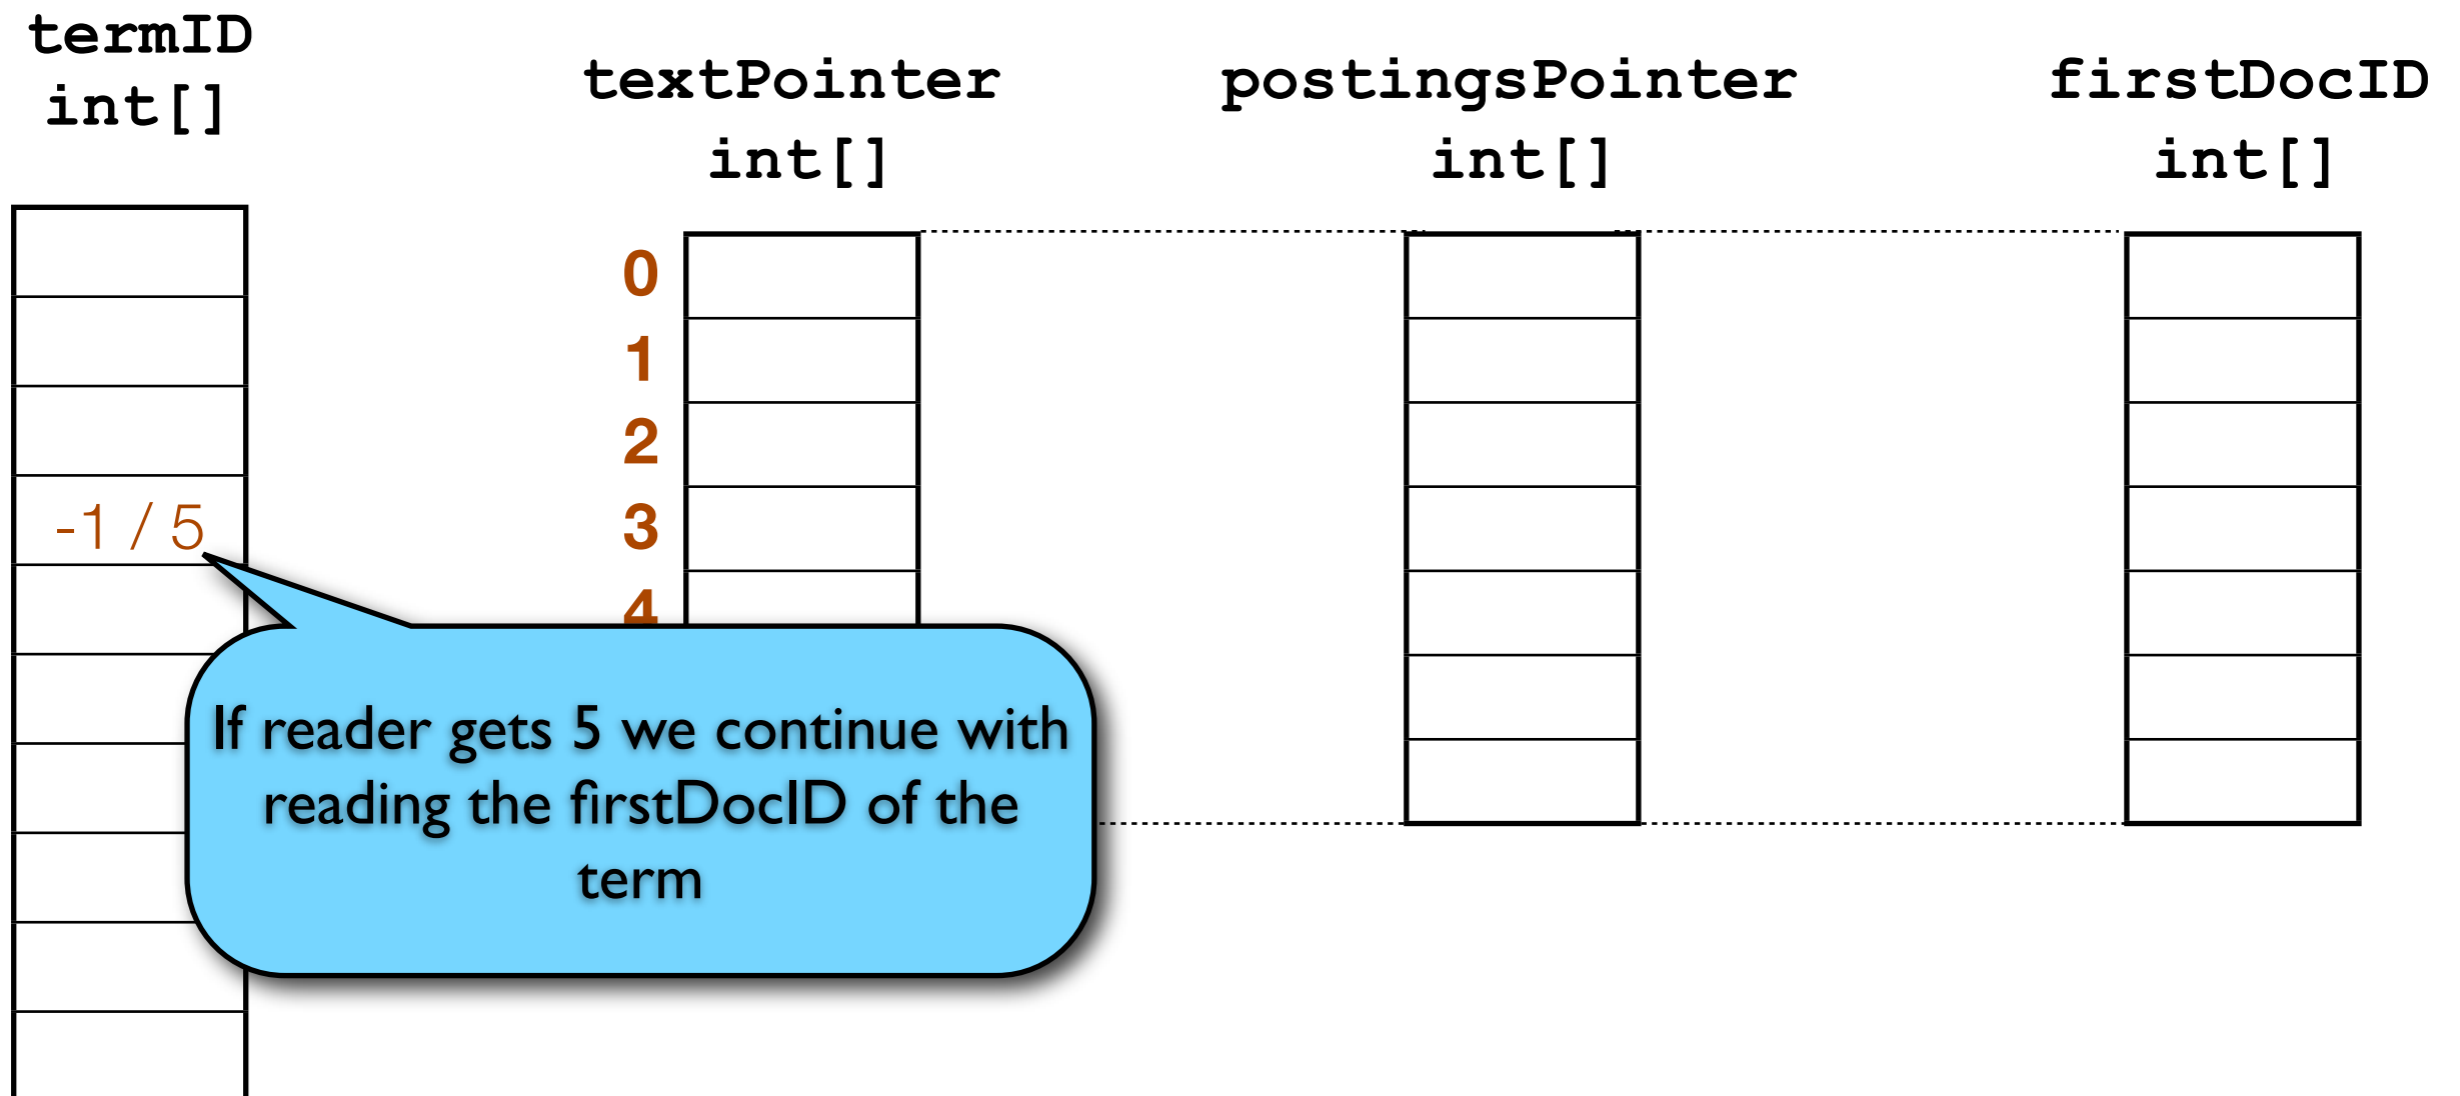 termID
int[]
textPointer
int[]
postingsPointer
int[]
firstDocID
int[]
0
1
2
3
4
-1 / 5
If reader gets 5 we continue with
reading the firstDocID of the
term